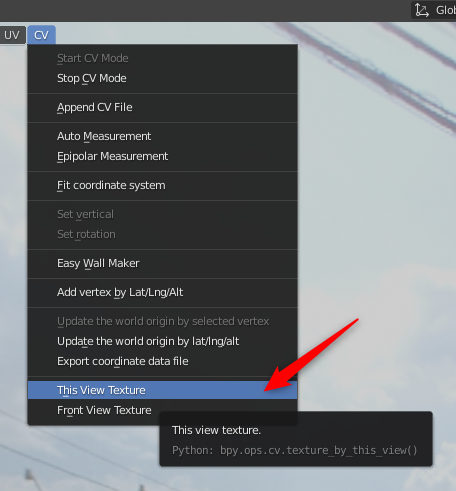 Glob
UV CV
Start CV Mode
Stop CV Mode
Append CV File
Auto Measurement
Epipolar Measurement
Fit coordinate system
Set vertical
Set rotation
Easy Wall Maker
Add vertex by Lat/Lng/Alt
Update the world origin by selected vertex
Update the world origin by lat/lng/alt
Export coordinate data file
This View Texture
Front View Texture
This view texture.
Python: bpy.ops.cv.texture_by_this_view()